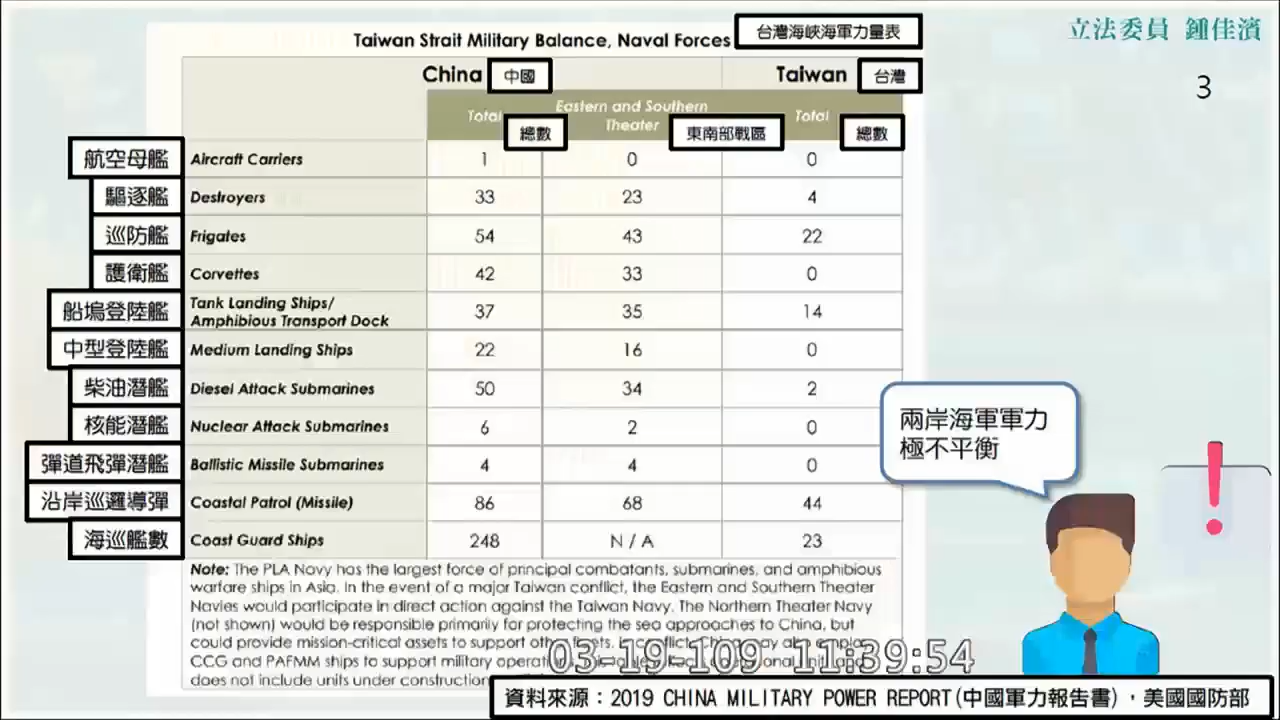 立法委員 鍾佳濱
3
Taiwan Strait Military Balance, Naval Forces 台灣海峽海軍力量表
China 中國 Taiwan 台灣
Total 總數 Eastern and Southern Theater 東南部戰區 Total 總數
航空母艦 Aircraft Carriers 1 0 0
驅逐艦 Destroyers 33 23 4
巡防艦 Frigates 54 43 22
護衛艦 Corvettes 42 33 0
船塢登陸艦 Tank Landing Ships/ Amphibious Transport Dock 37 35 14
中型登陸艦 Medium Landing Ships 22 16 0
柴油潛艦 Diesel Attack Submarines 50 34 2
核能潛艦 Nuclear Attack Submarines 6 2 0
彈道飛彈潛艦 Ballistic Missile Submarines 4 4 0
沿岸巡邏導彈 Coastal Patrol (Missile) 86 68 44
海巡艦數 Coast Guard Ships 248 N / A 23
兩岸海軍軍力
極不平衡
Note: The PLA Navy has the largest force of principal combatants, submarines, and amphibious
warfare ships in Asia. In the event of a major Taiwan conflict, the Eastern and Southern Theater
Navies would participate in direct action against the Taiwan Navy. The Northern Theater Navy
(not shown) would be responsible primarily for protecting the sea approaches to China, but
could provide mission-critical assets to support
CCG and PAFMM ships to support military
does not include units under construction
03-19-109 11:39:54
資料來源：2019 CHINA MILITARY POWER REPORT(中國軍力報告書)，美國國防部